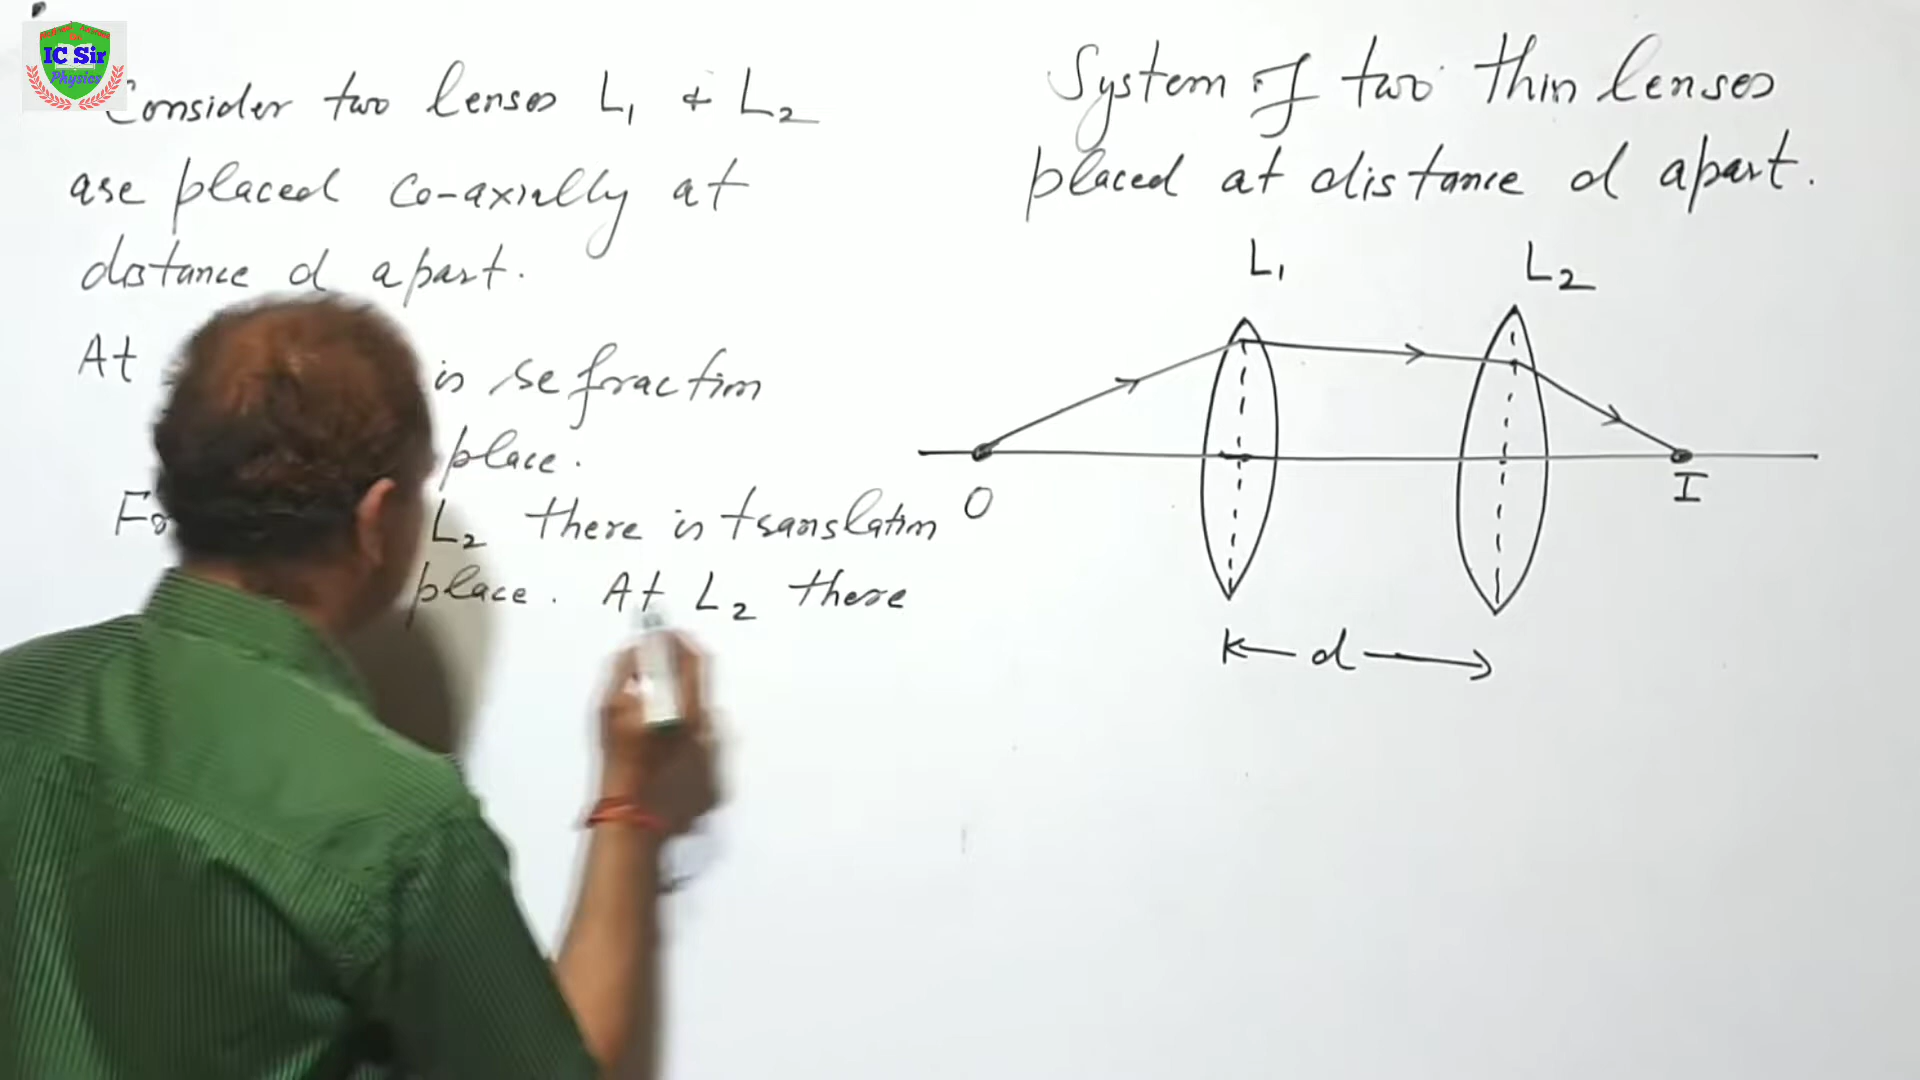 IC Sir
Physics
Consider two lenses L₁ & L₂
are placed co-axially at
distance d apart.
At is refraction
place.
L₂ there is translation
place. At L₂ there
System of two thin lenses
placed at distance d apart.
L₁ L₂
O I
d